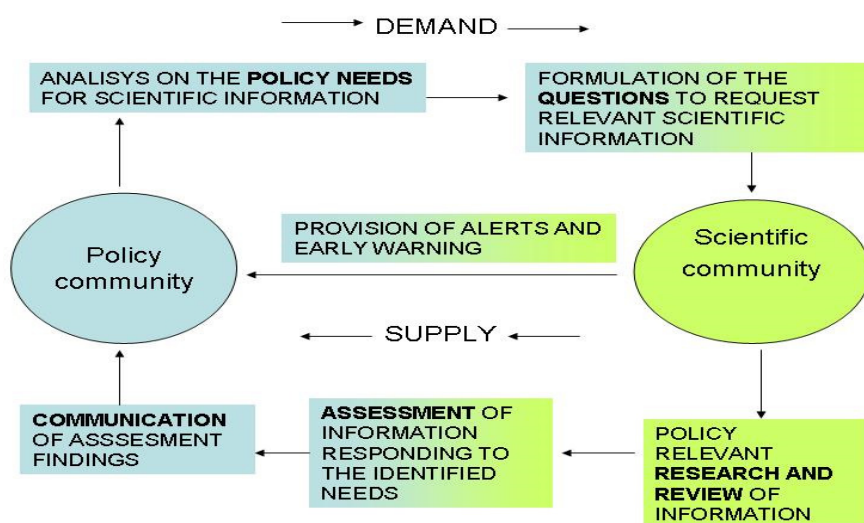 DEMAND
ANALISYS ON THE POLICY NEEDS
FOR SCIENTIFIC INFORMATION
FORMULATION OF THE
QUESTIONS TO REQUEST
RELEVANT SCIENTIFIC
INFORMATION
PROVISION OF ALERTS AND
EARLY WARNING
Policy
community
Scientific
community
SUPPLY
COMMUNICATION
OF ASSSESMENT
FINDINGS
ASSESSMENT OF
INFORMATION
RESPONDING TO
THE IDENTIFIED
NEEDS
POLICY
RELEVANT
RESEARCH AND
REVIEW OF
INFORMATION